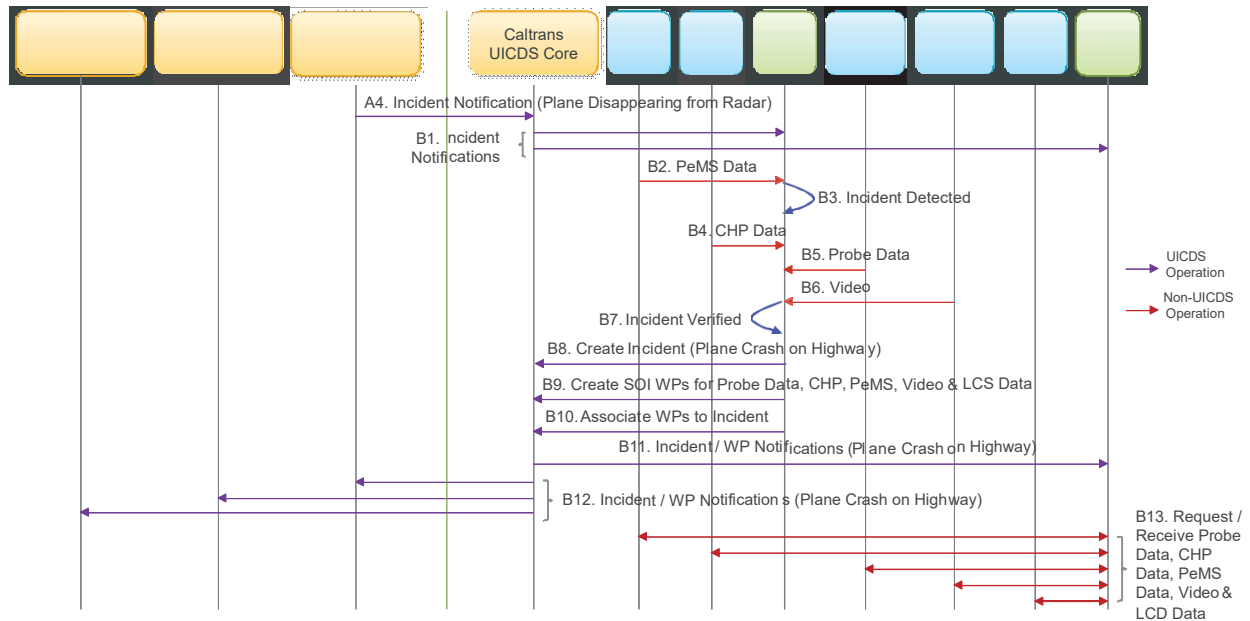 Caltrans
UICDS Core
A4. Incident Notification (Plane Disappearing from Radar)
B1. Incident
Notifications
B2. PeMS Data
B3. Incident Detected
B4. CHP Data
B5. Probe Data
UICDS
Operation
B6. Video
Non-UICDS
Operation
B7. Incident Verified
B8. Create Incident (Plane Crash on Highway)
B9. Create SOI WPs for Probe Data, CHP, PeMS, Video & LCS Data
B10. Associate WPs to Incident
B11. Incident / WP Notifications (Plane Crash on Highway)
B12. Incident / WP Notifications (Plane Crash on Highway)
B13. Request /
Receive Probe
Data, CHP
Data, PeMS
Data, Video &
LCD Data